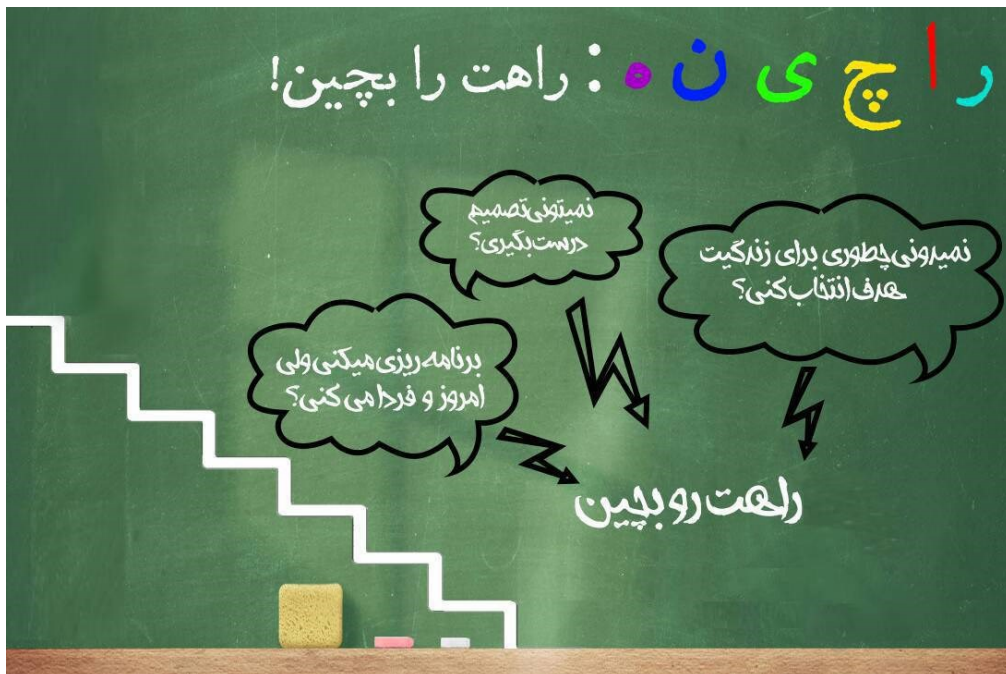 ر ا چ ی ن ه : راهت را بچین!
نمیدونی چطوری برای زندگیت
هدف انتخاب کنی؟
نمیتونی تصمیم
درست بگیری؟
برنامه ریزی میکنی ولی
امروز و فردا می کنی؟
راهت رو بچین